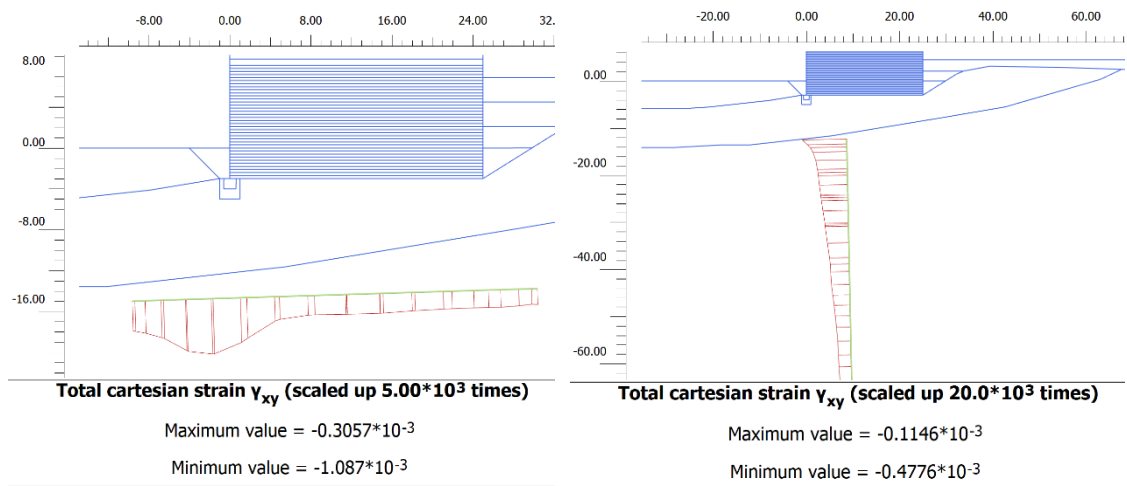 -8.00 0.00 8.00 16.00 24.00 32.
8.00
0.00
-8.00
-16.00
Total cartesian strain γxy (scaled up 5.00*10³ times)
Maximum value = -0.3057*10⁻³
Minimum value = -1.087*10⁻³
-20.00 0.00 20.00 40.00 60.00
0.00
-20.00
-40.00
-60.00
Total cartesian strain γxy (scaled up 20.0*10³ times)
Maximum value = -0.1146*10⁻³
Minimum value = -0.4776*10⁻³